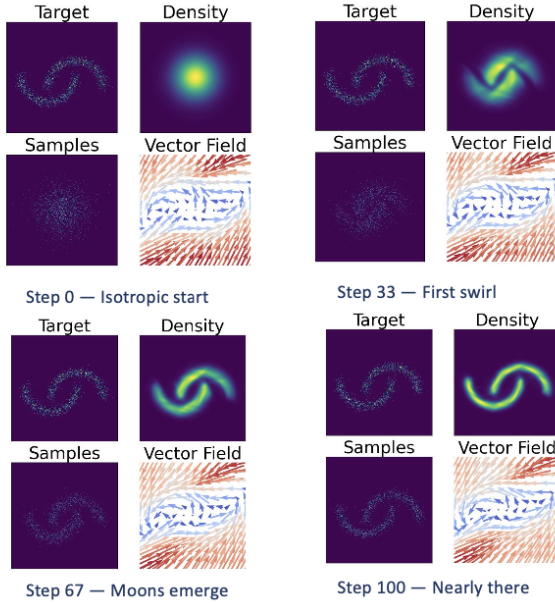 Target Density
Samples Vector Field
Step 0 — Isotropic start
Target Density
Samples Vector Field
Step 33 — First swirl
Target Density
Samples Vector Field
Step 67 — Moons emerge
Target Density
Samples Vector Field
Step 100 — Nearly there